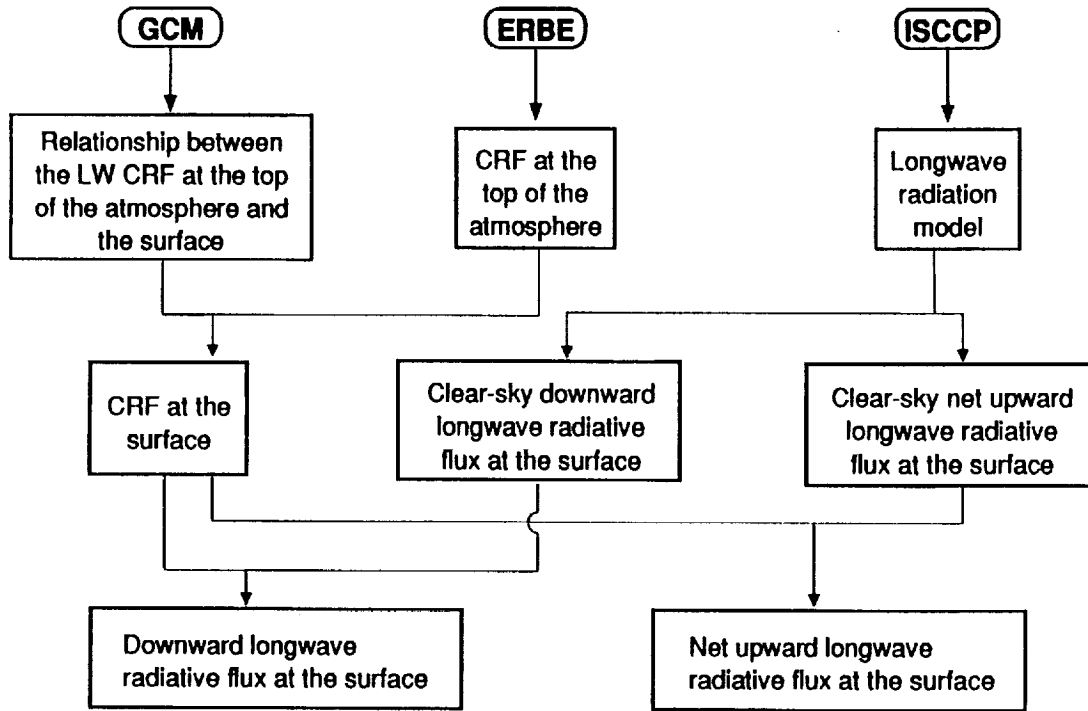 GCM
ERBE
ISCCP
Relationship between
the LW CRF at the top
of the atmosphere and
the surface
CRF at the
top of the
atmosphere
Longwave
radiation
model
CRF at the
surface
Clear-sky downward
longwave radiative
flux at the surface
Clear-sky net upward
longwave radiative
flux at the surface
Downward longwave
radiative flux at the surface
Net upward longwave
radiative flux at the surface